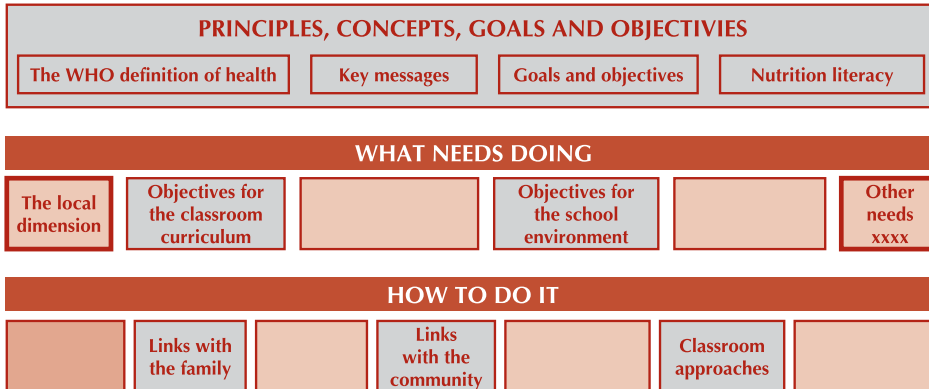 PRINCIPLES, CONCEPTS, GOALS AND OBJECTIVIES
The WHO definition of health
Key messages
Goals and objectives
Nutrition literacy
WHAT NEEDS DOING
The local
dimension
Objectives for
the classroom
curriculum
Objectives for
the school
environment
Other
needs
xxxx
HOW TO DO IT
Links with
the family
Links
with the
community
Classroom
approaches